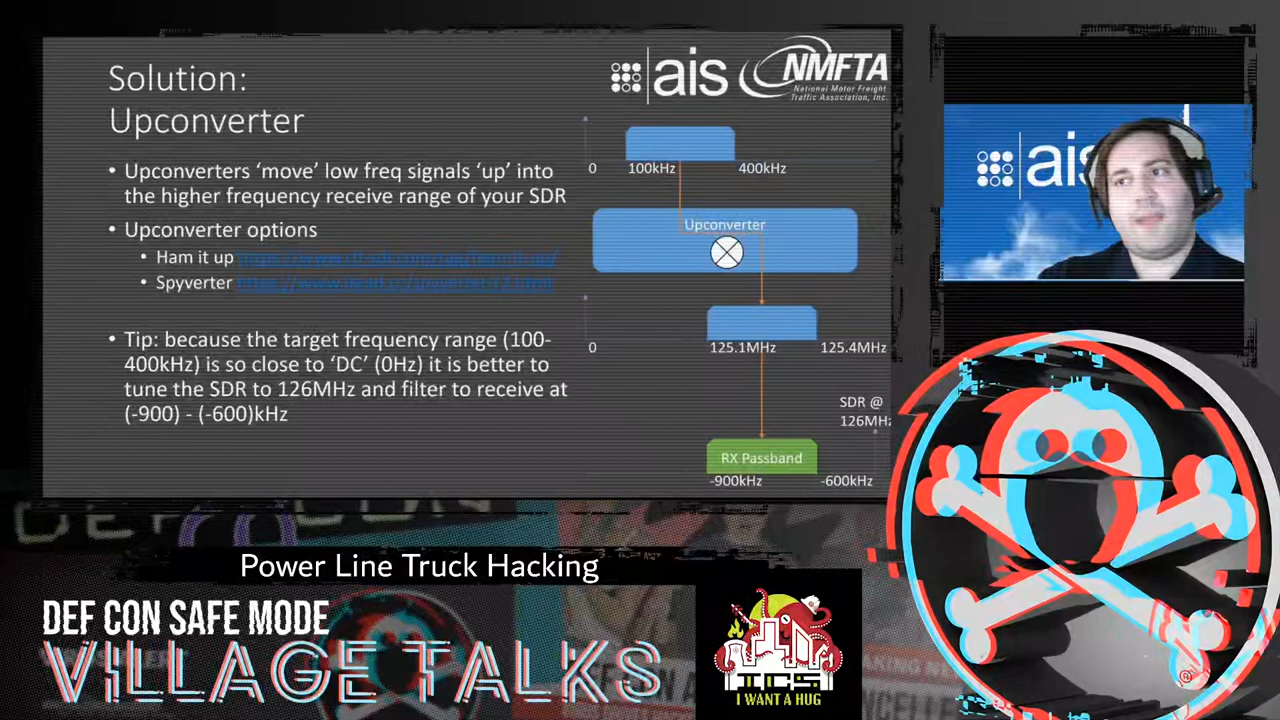 Solution:
Upconverter
ais
NMFTA
National Motor Freight
Traffic Association, Inc.
• Upconverters ‘move’ low freq signals ‘up’ into
the higher frequency receive range of your SDR
• Upconverter options
• Ham it up
• Spyverter
• Tip: because the target frequency range (100-
400kHz) is so close to ‘DC’ (0Hz) it is better to
tune the SDR to 126MHz and filter to receive at
(-900) - (-600)kHz
0
100kHz
400kHz
Upconverter
0
125.1MHz
125.4MHz
SDR @
126MHz
RX Passband
-900kHz
-600kHz
ais
Power Line Truck Hacking
DEF CON SAFE MODE
VILLAGE TALKS
ICS
I WANT A HUG
DEF CON
®